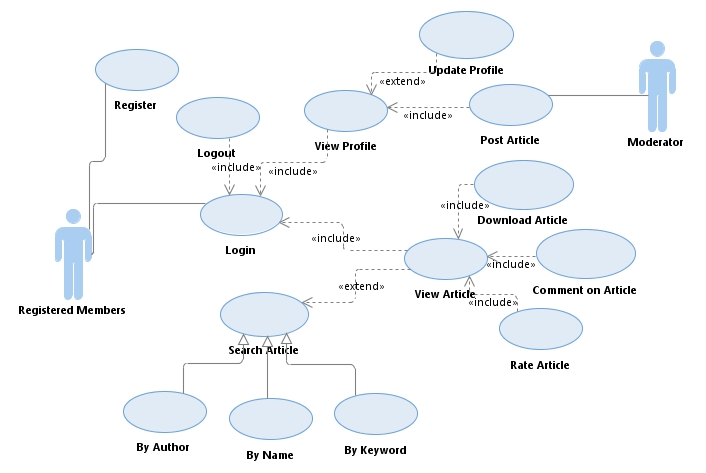 Update Profile
«extend»
Register
«include»
Post Article
Moderator
Logout
View Profile
«include»
«include»
«include»
Download Article
Login
«include»
«include»
Comment on Article
Registered Members
«extend»
View Article
«include»
Search Article
Rate Article
By Author
By Name
By Keyword